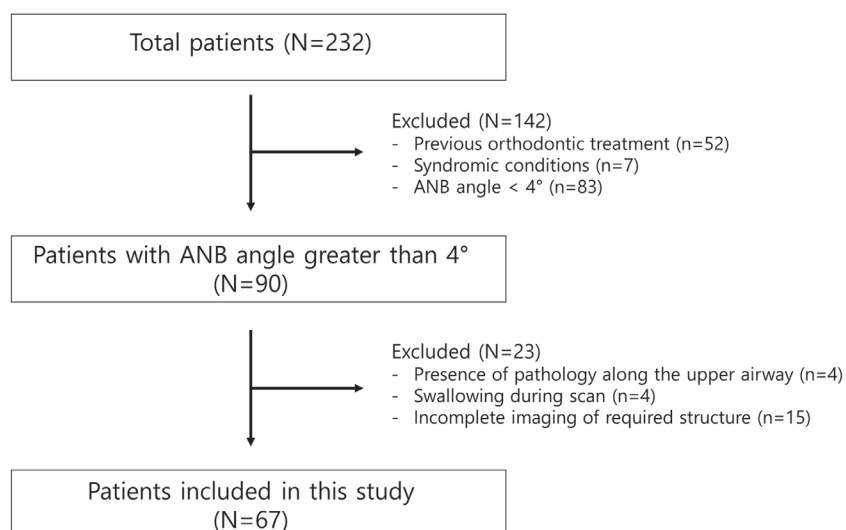 Total patients (N=232)
Excluded (N=142)
- Previous orthodontic treatment (n=52)
- Syndromic conditions (n=7)
- ANB angle < 4° (n=83)
Patients with ANB angle greater than 4°
(N=90)
Excluded (N=23)
- Presence of pathology along the upper airway (n=4)
- Swallowing during scan (n=4)
- Incomplete imaging of required structure (n=15)
Patients included in this study
(N=67)